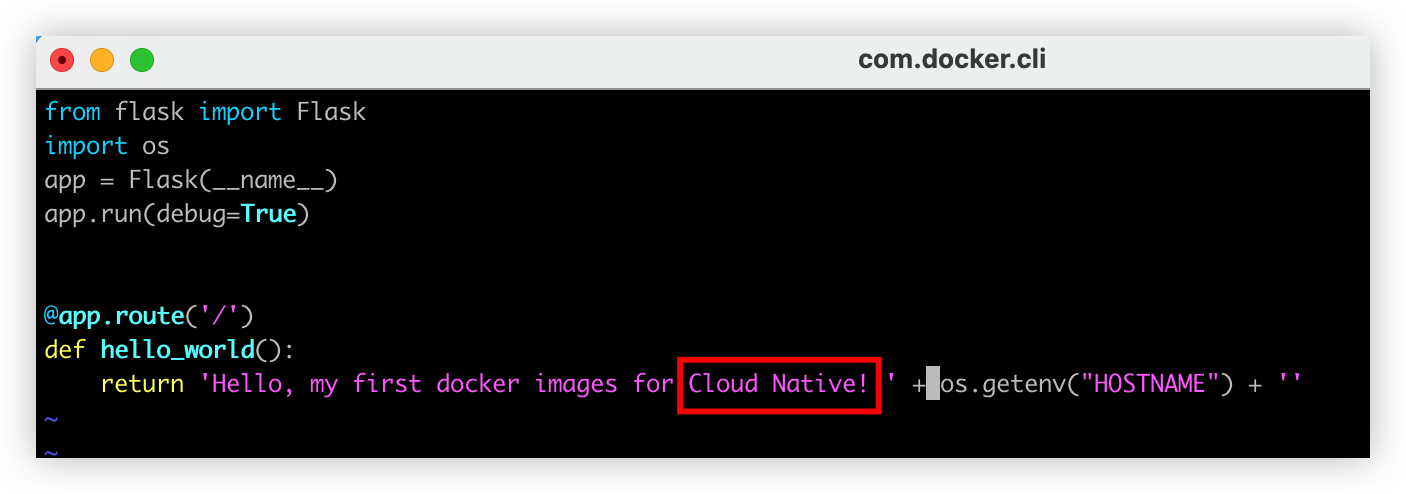 com.docker.cli
from flask import Flask
import os
app = Flask(__name__)
app.run(debug=True)
@app.route('/')
def hello_world():
    return 'Hello, my first docker images for Cloud Native! ' + os.getenv("HOSTNAME") + ''
~
~